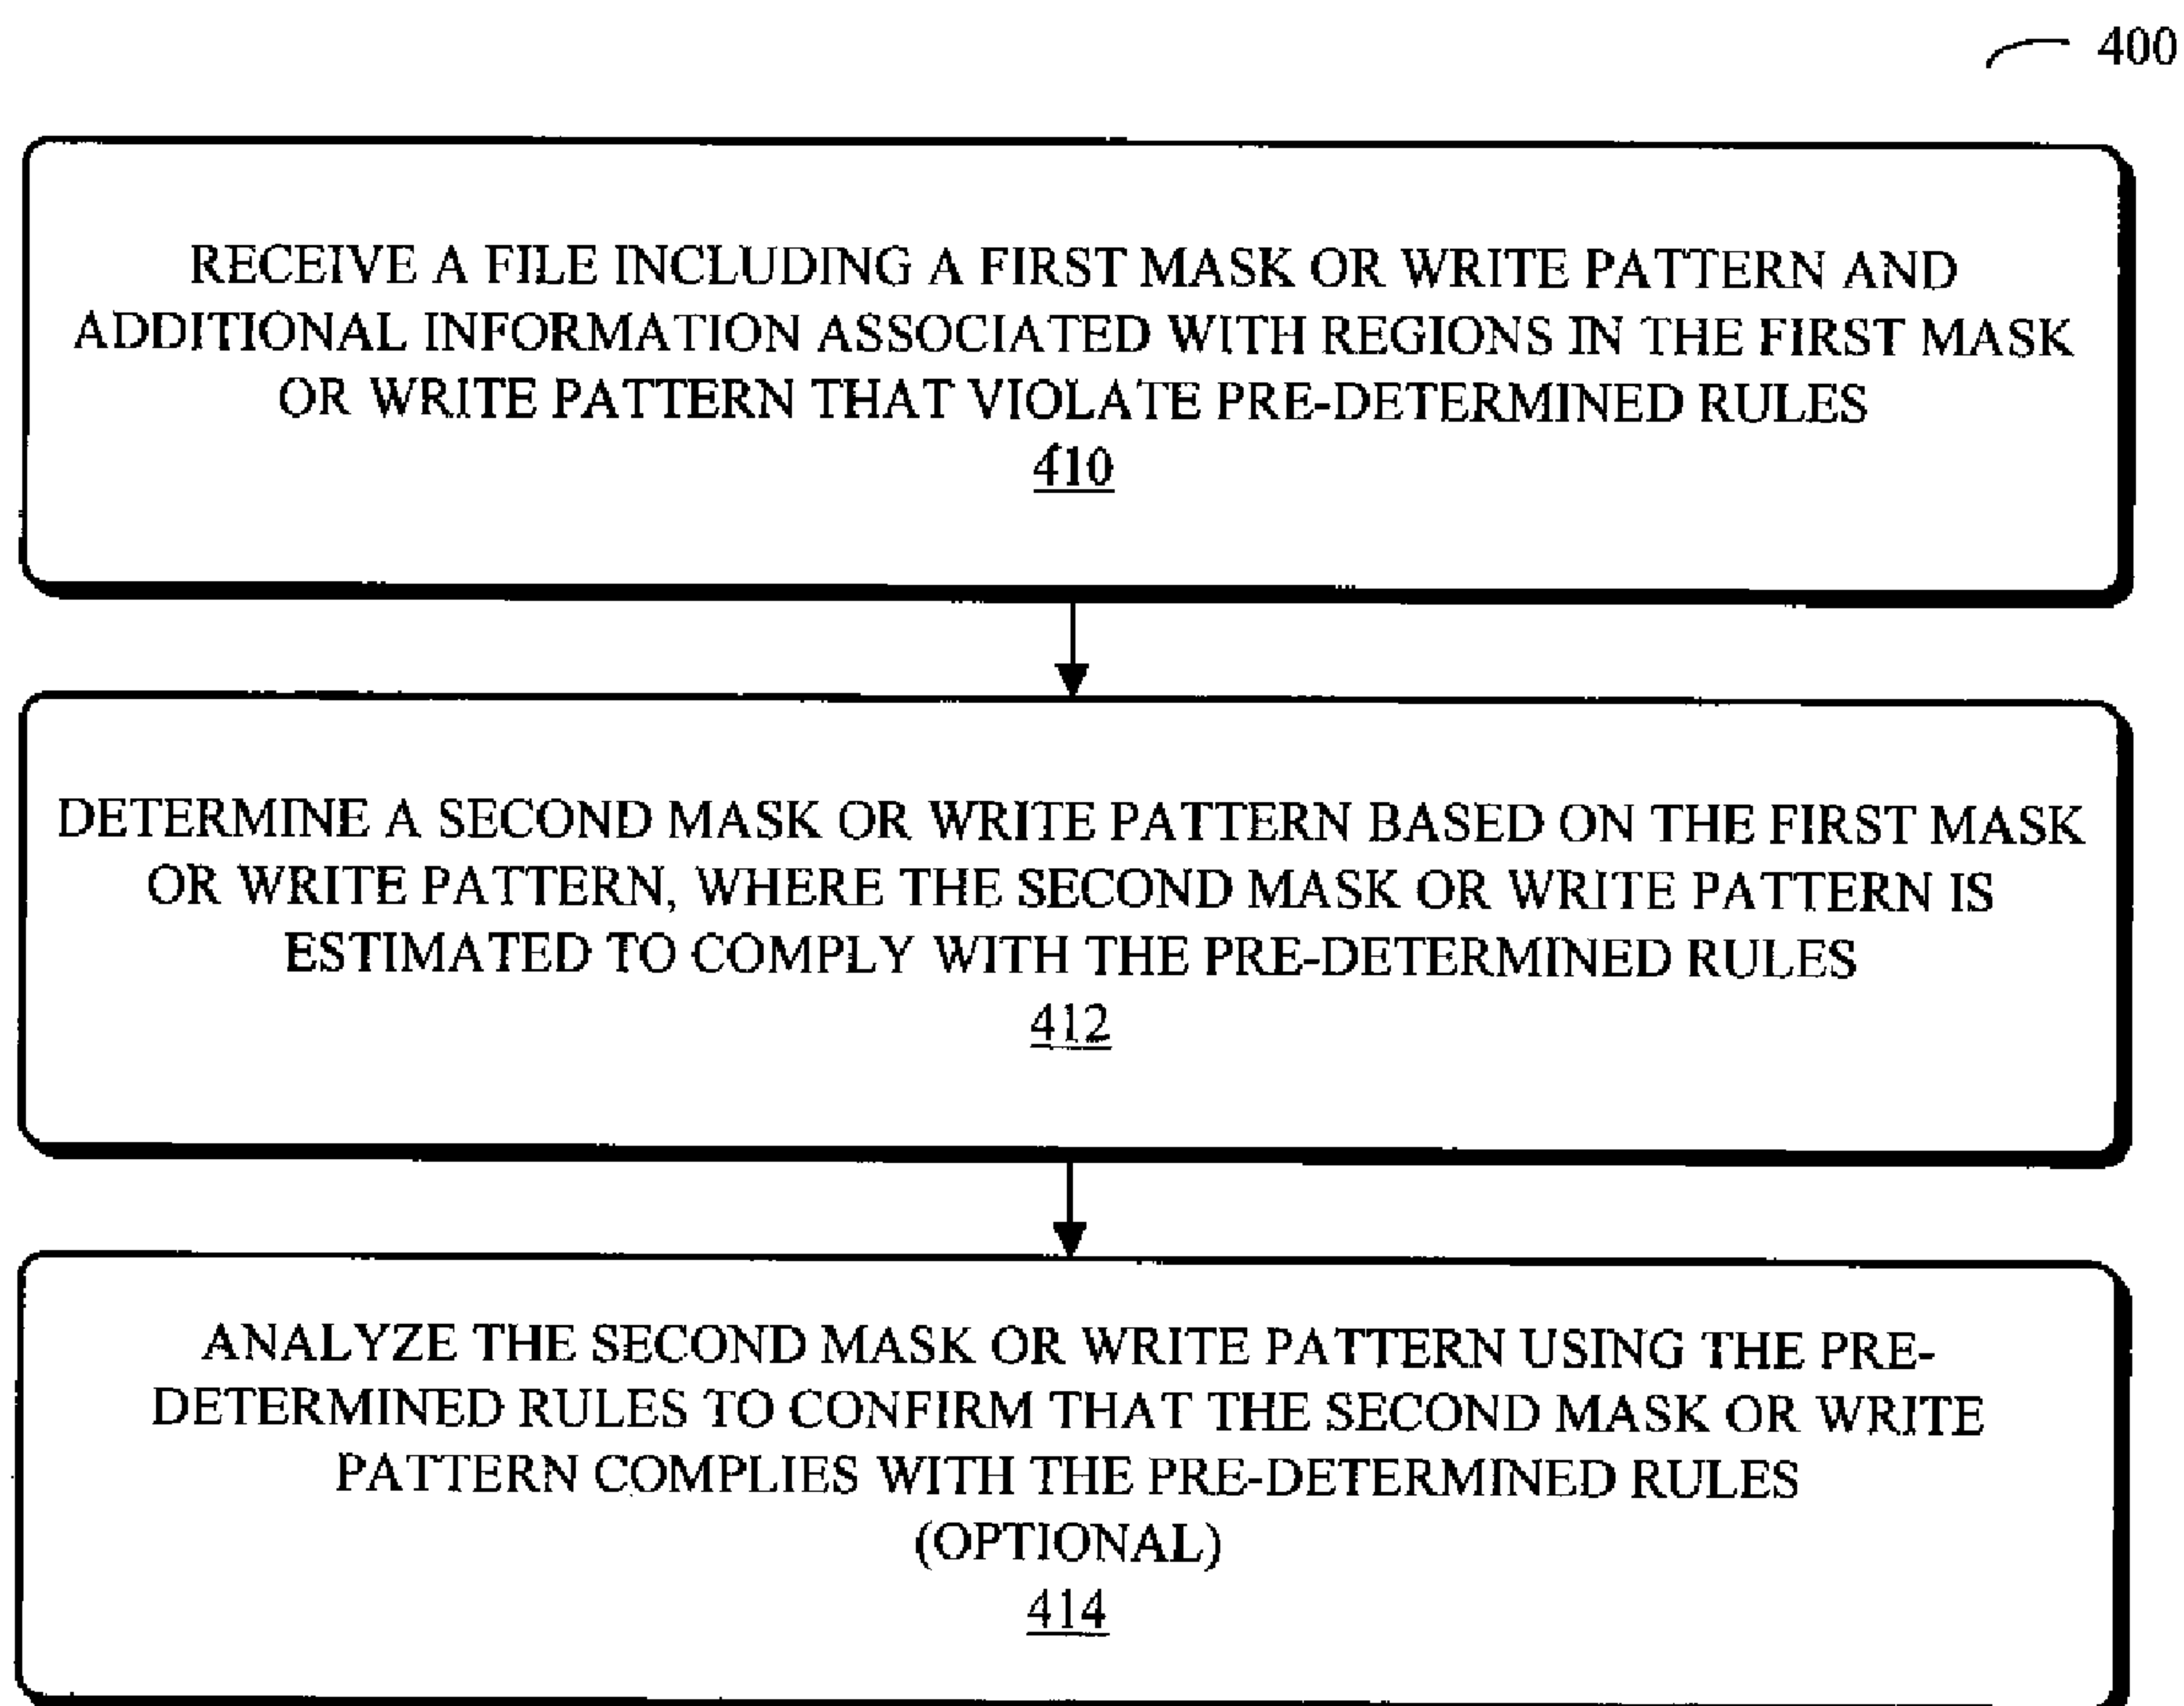 400
RECEIVE A FILE INCLUDING A FIRST MASK OR WRITE PATTERN AND
ADDITIONAL INFORMATION ASSOCIATED WITH REGIONS IN THE FIRST MASK
OR WRITE PATTERN THAT VIOLATE PRE-DETERMINED RULES
410
DETERMINE A SECOND MASK OR WRITE PATTERN BASED ON THE FIRST MASK
OR WRITE PATTERN, WHERE THE SECOND MASK OR WRITE PATTERN IS
ESTIMATED TO COMPLY WITH THE PRE-DETERMINED RULES
412
ANALYZE THE SECOND MASK OR WRITE PATTERN USING THE PRE-
DETERMINED RULES TO CONFIRM THAT THE SECOND MASK OR WRITE
PATTERN COMPLIES WITH THE PRE-DETERMINED RULES
(OPTIONAL)
414